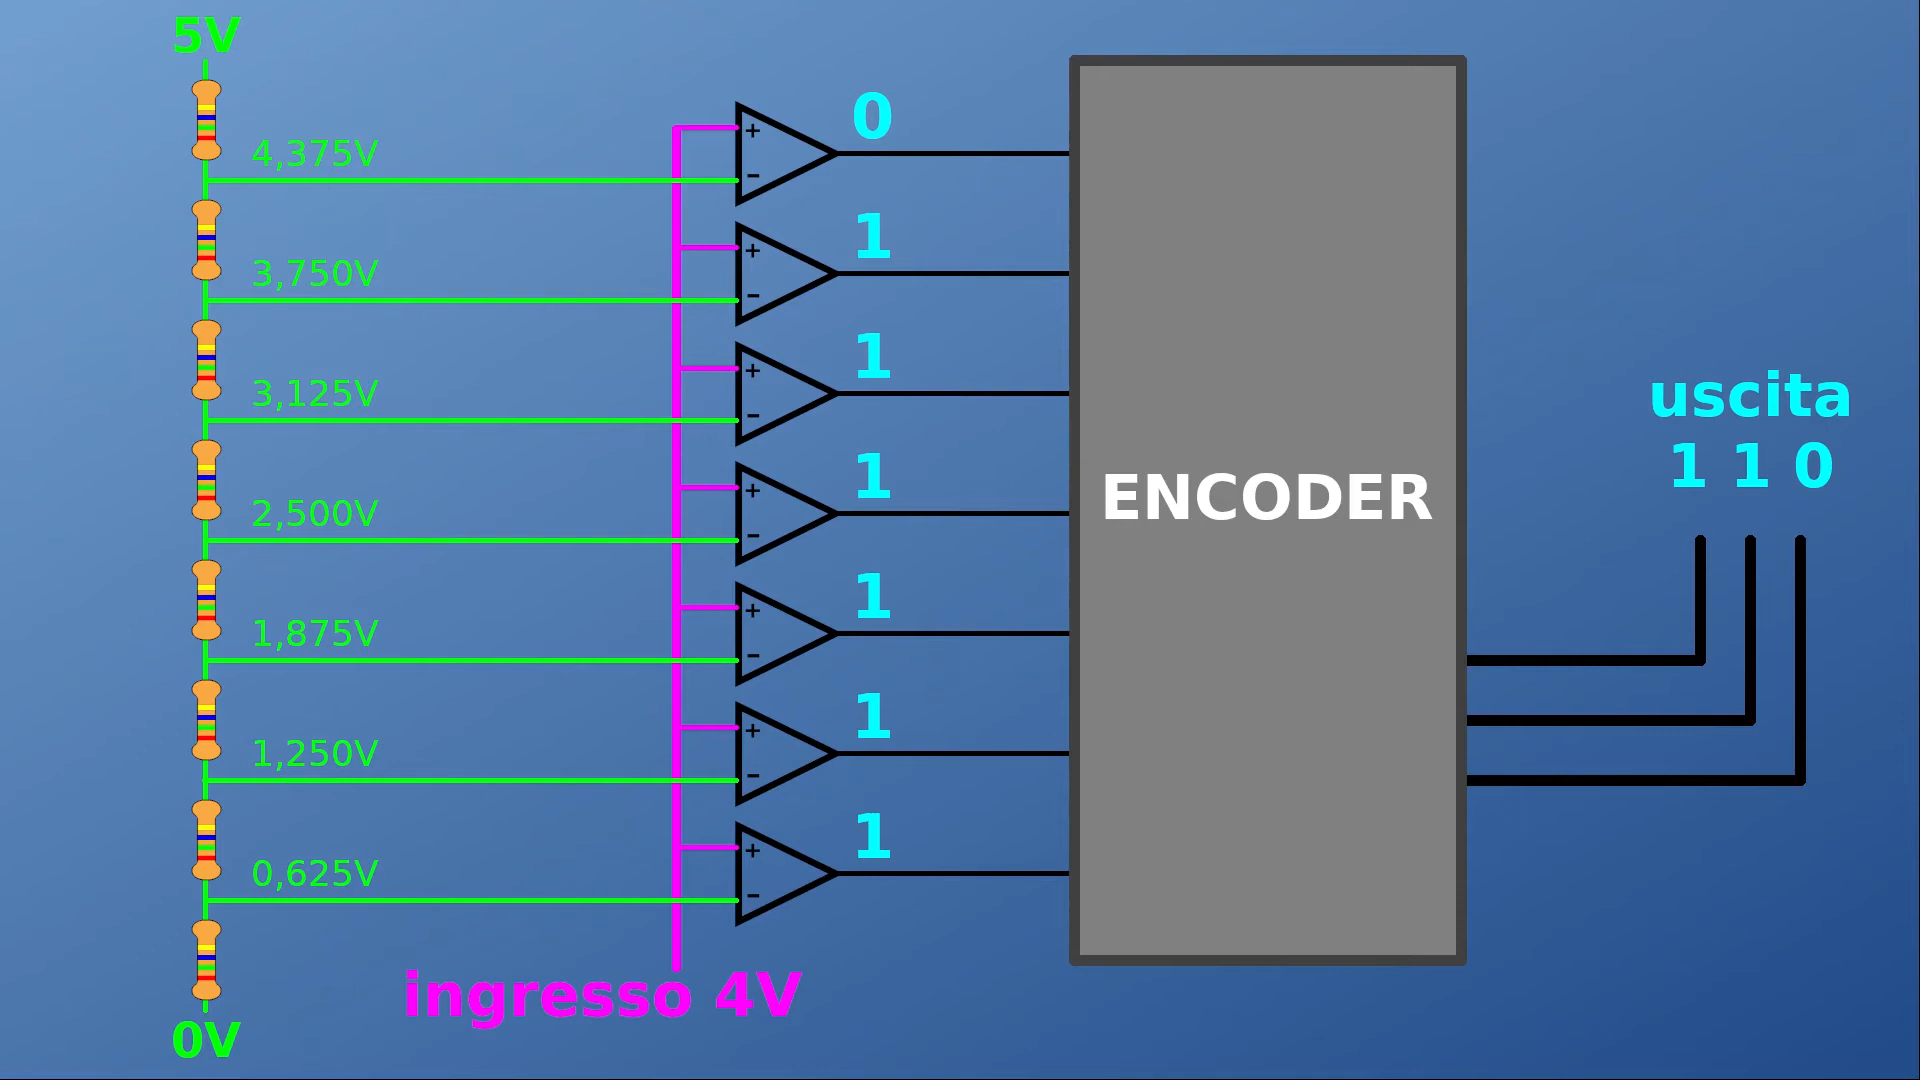 5V
4,375V
+
-
0
3,750V
+
-
1
3,125V
+
-
1
2,500V
+
-
1
1,875V
+
-
1
1,250V
+
-
1
0,625V
+
-
1
ENCODER
uscita
1 1 0
ingresso 4V
0V